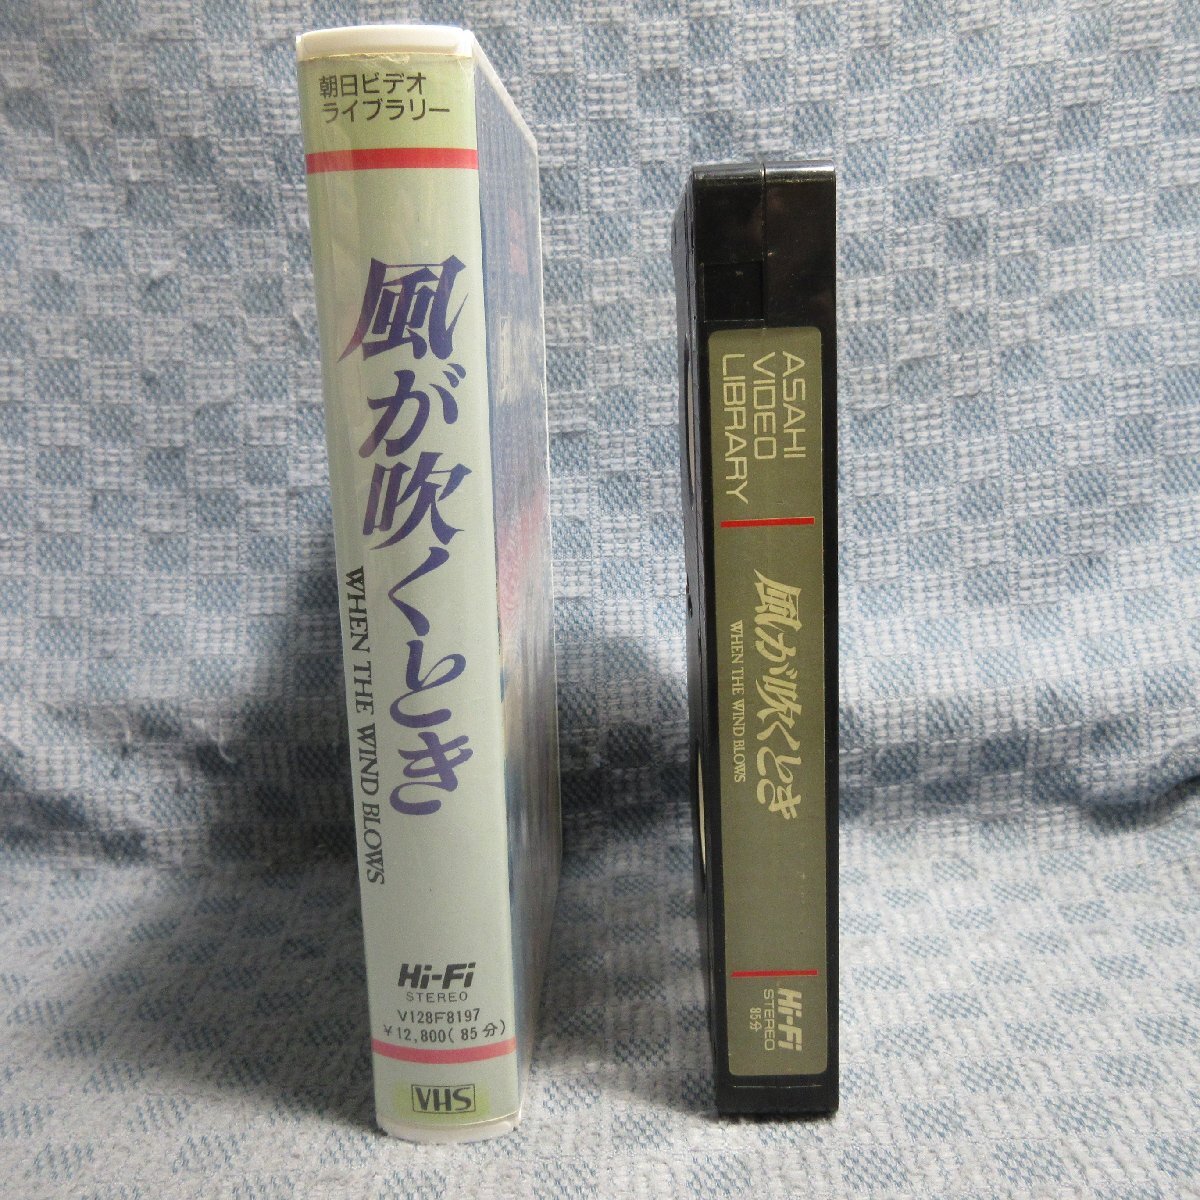 朝日ビデオ
ライブラリー
風が吹くとき
WHEN THE WIND BLOWS
Hi-Fi
STEREO
V128F8197
¥12,800(85分)
VHS
ASAHI
VIDEO
LIBRARY
風が吹くとき
WHEN THE WIND BLOWS
Hi-Fi
STEREO
85分